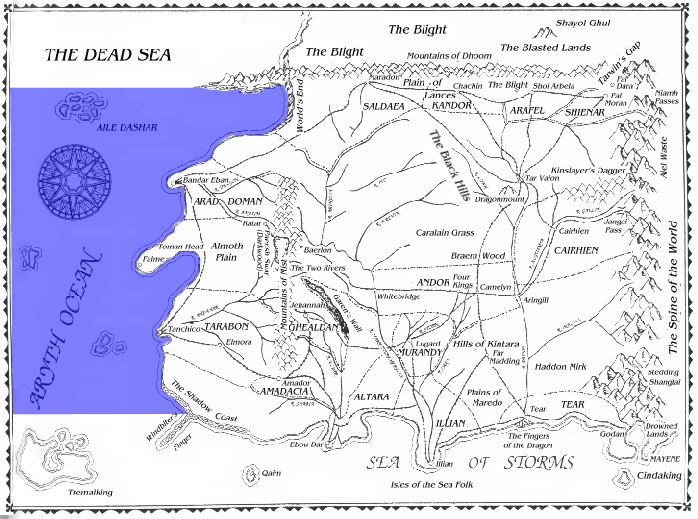 The Blight
Shayol Ghul
THE DEAD SEA
The Blight
The Blasted Lands
Mountains of Dhoom
Tarwin's Gap
Maradon
Plain of
Lances
Chachin
The Blight
Shol Arbela
Fal
Dara
Fal
Moran
Niamh
Passes
World's End
SALDAEA
KANDOR
ARAFEL
SHIENAR
AILE DASHAR
The Black Hills
Kinslayer's Dagger
Aiel Waste
Bandar Eban
Tar Valon
ARAD DOMAN
Dragonmount
Katar
Jangai
Pass
Toman Head
Almoth
Plain
Falme
Caralain Grass
Cairhien
CAIRHIEN
Baerlon
The Two Rivers
Braem Wood
Mountains of Mist
ARYTH OCEAN
ANDOR
Four
Kings
Camelyn
Whitebridge
Aringill
Jehannah
Garen's Wall
GHEALDAN
Tanchico
TARABON
Elmora
Lugard
MURANDY
Hills of Kintara
Far
Madding
The Spine of the World
Haddon Mirk
Stedding
Shangtai
The Shadow Coast
Amador
AMADACIA
ALTARA
Plains of
Maredo
Tear
TEAR
ILLIAN
Windbiter's
Finger
Ebou Dar
The Fingers
of the Dragon
Godan
Drowned
Lands
MAYENE
Illian
SEA OF STORMS
Qaim
Cindaking
Tremalking
Isles of the Sea Folk